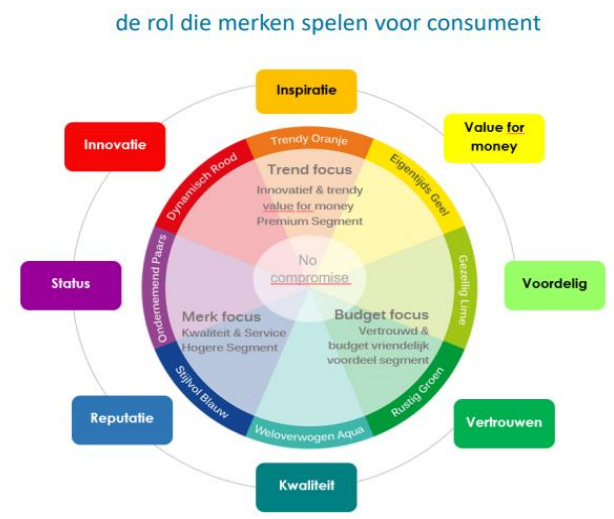 de rol die merken spelen voor consument
Inspiratie
Innovatie
Value for
money
Trendy Oranje
Dynamisch Rood
Eigentijds Geel
Trend focus
Innovatief & trendy
value for money
Premium Segment
Ondernemend Paars
Gezellig Lime
No
compromise
Status
Voordelig
Merk focus
Kwaliteit & Service
Hogere Segment
Budget focus
Vertrouwd &
budget vriendelijk
voordeel segment
Stijlvol Blauw
Rustig Groen
Weloverwogen Aqua
Reputatie
Vertrouwen
Kwaliteit